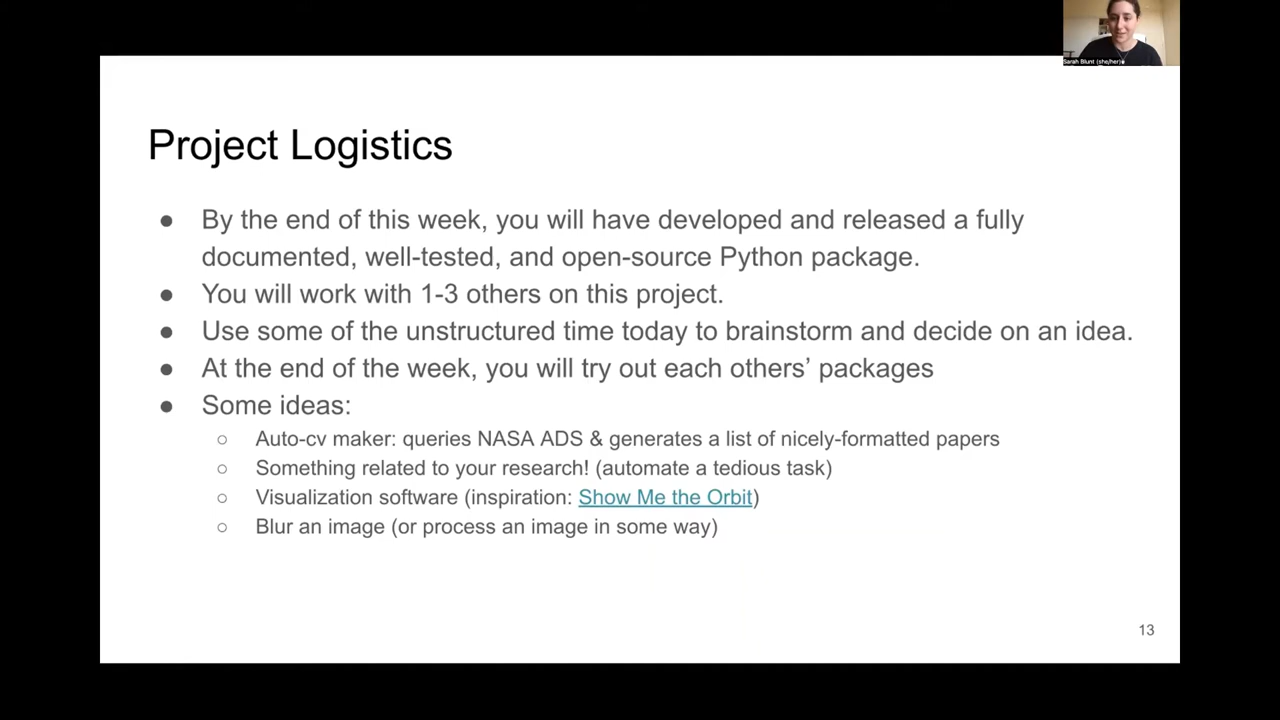 Sarah Blunt (she/her)
Project Logistics
● By the end of this week, you will have developed and released a fully
documented, well-tested, and open-source Python package.
● You will work with 1-3 others on this project.
● Use some of the unstructured time today to brainstorm and decide on an idea.
● At the end of the week, you will try out each others’ packages
● Some ideas:
○ Auto-cv maker: queries NASA ADS & generates a list of nicely-formatted papers
○ Something related to your research! (automate a tedious task)
○ Visualization software (inspiration: Show Me the Orbit)
○ Blur an image (or process an image in some way)
13